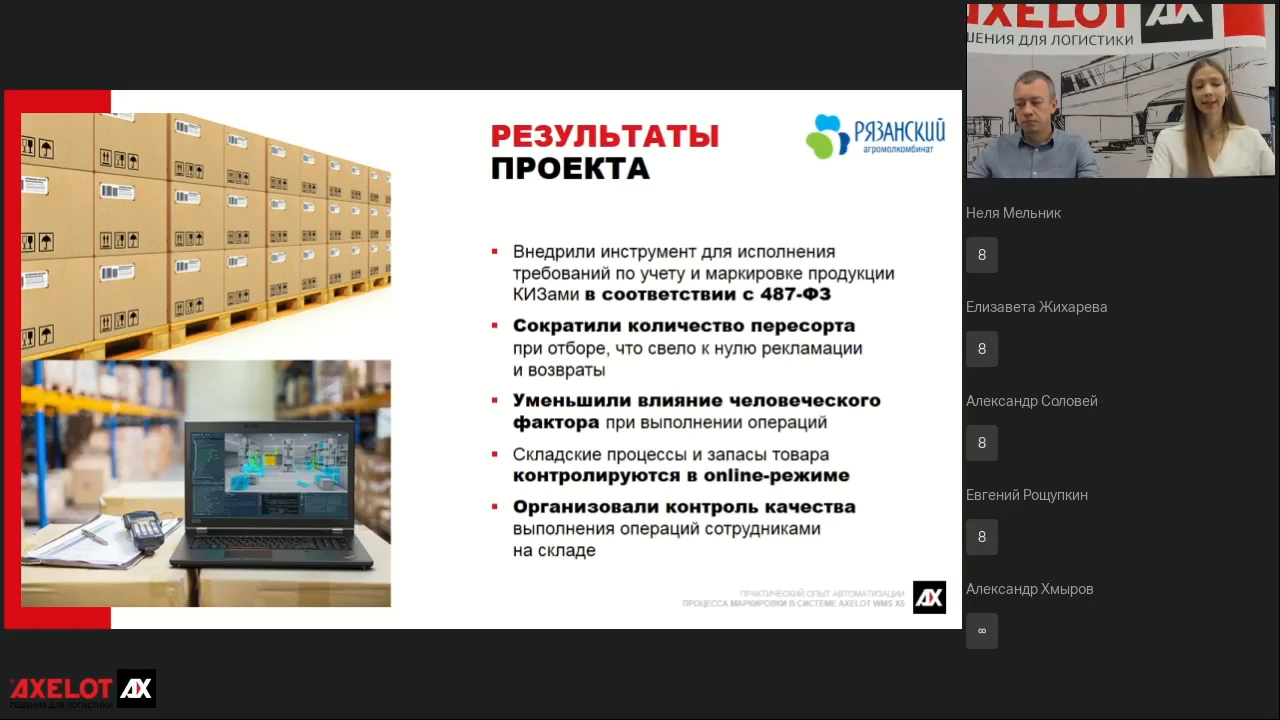 РЕЗУЛЬТАТЫ
ПРОЕКТА
РЯЗАНСКИЙ
агромолкомбинат
Внедрили инструмент для исполнения
требований по учету и маркировке продукции
КИЗами в соответствии с 487-ФЗ
Сократили количество пересорта
при отборе, что свело к нулю рекламации
и возвраты
Уменьшили влияние человеческого
фактора при выполнении операций
Складские процессы и запасы товара
контролируются в online-режиме
Организовали контроль качества
выполнения операций сотрудниками
на складе
ПРАКТИЧЕСКИЙ ОПЫТ АВТОМАТИЗАЦИИ
ПРОЦЕССА МАРКИРОВКИ В СИСТЕМЕ AXELOT WMS X5
AX
AXELOT AX
РЕШЕНИЯ ДЛЯ ЛОГИСТИКИ
AXELOT AX
ШЕНИЯ ДЛЯ ЛОГИСТИКИ
Неля Мельник
8
Елизавета Жихарева
8
Александр Соловей
8
Евгений Рощупкин
8
Александр Хмыров
8